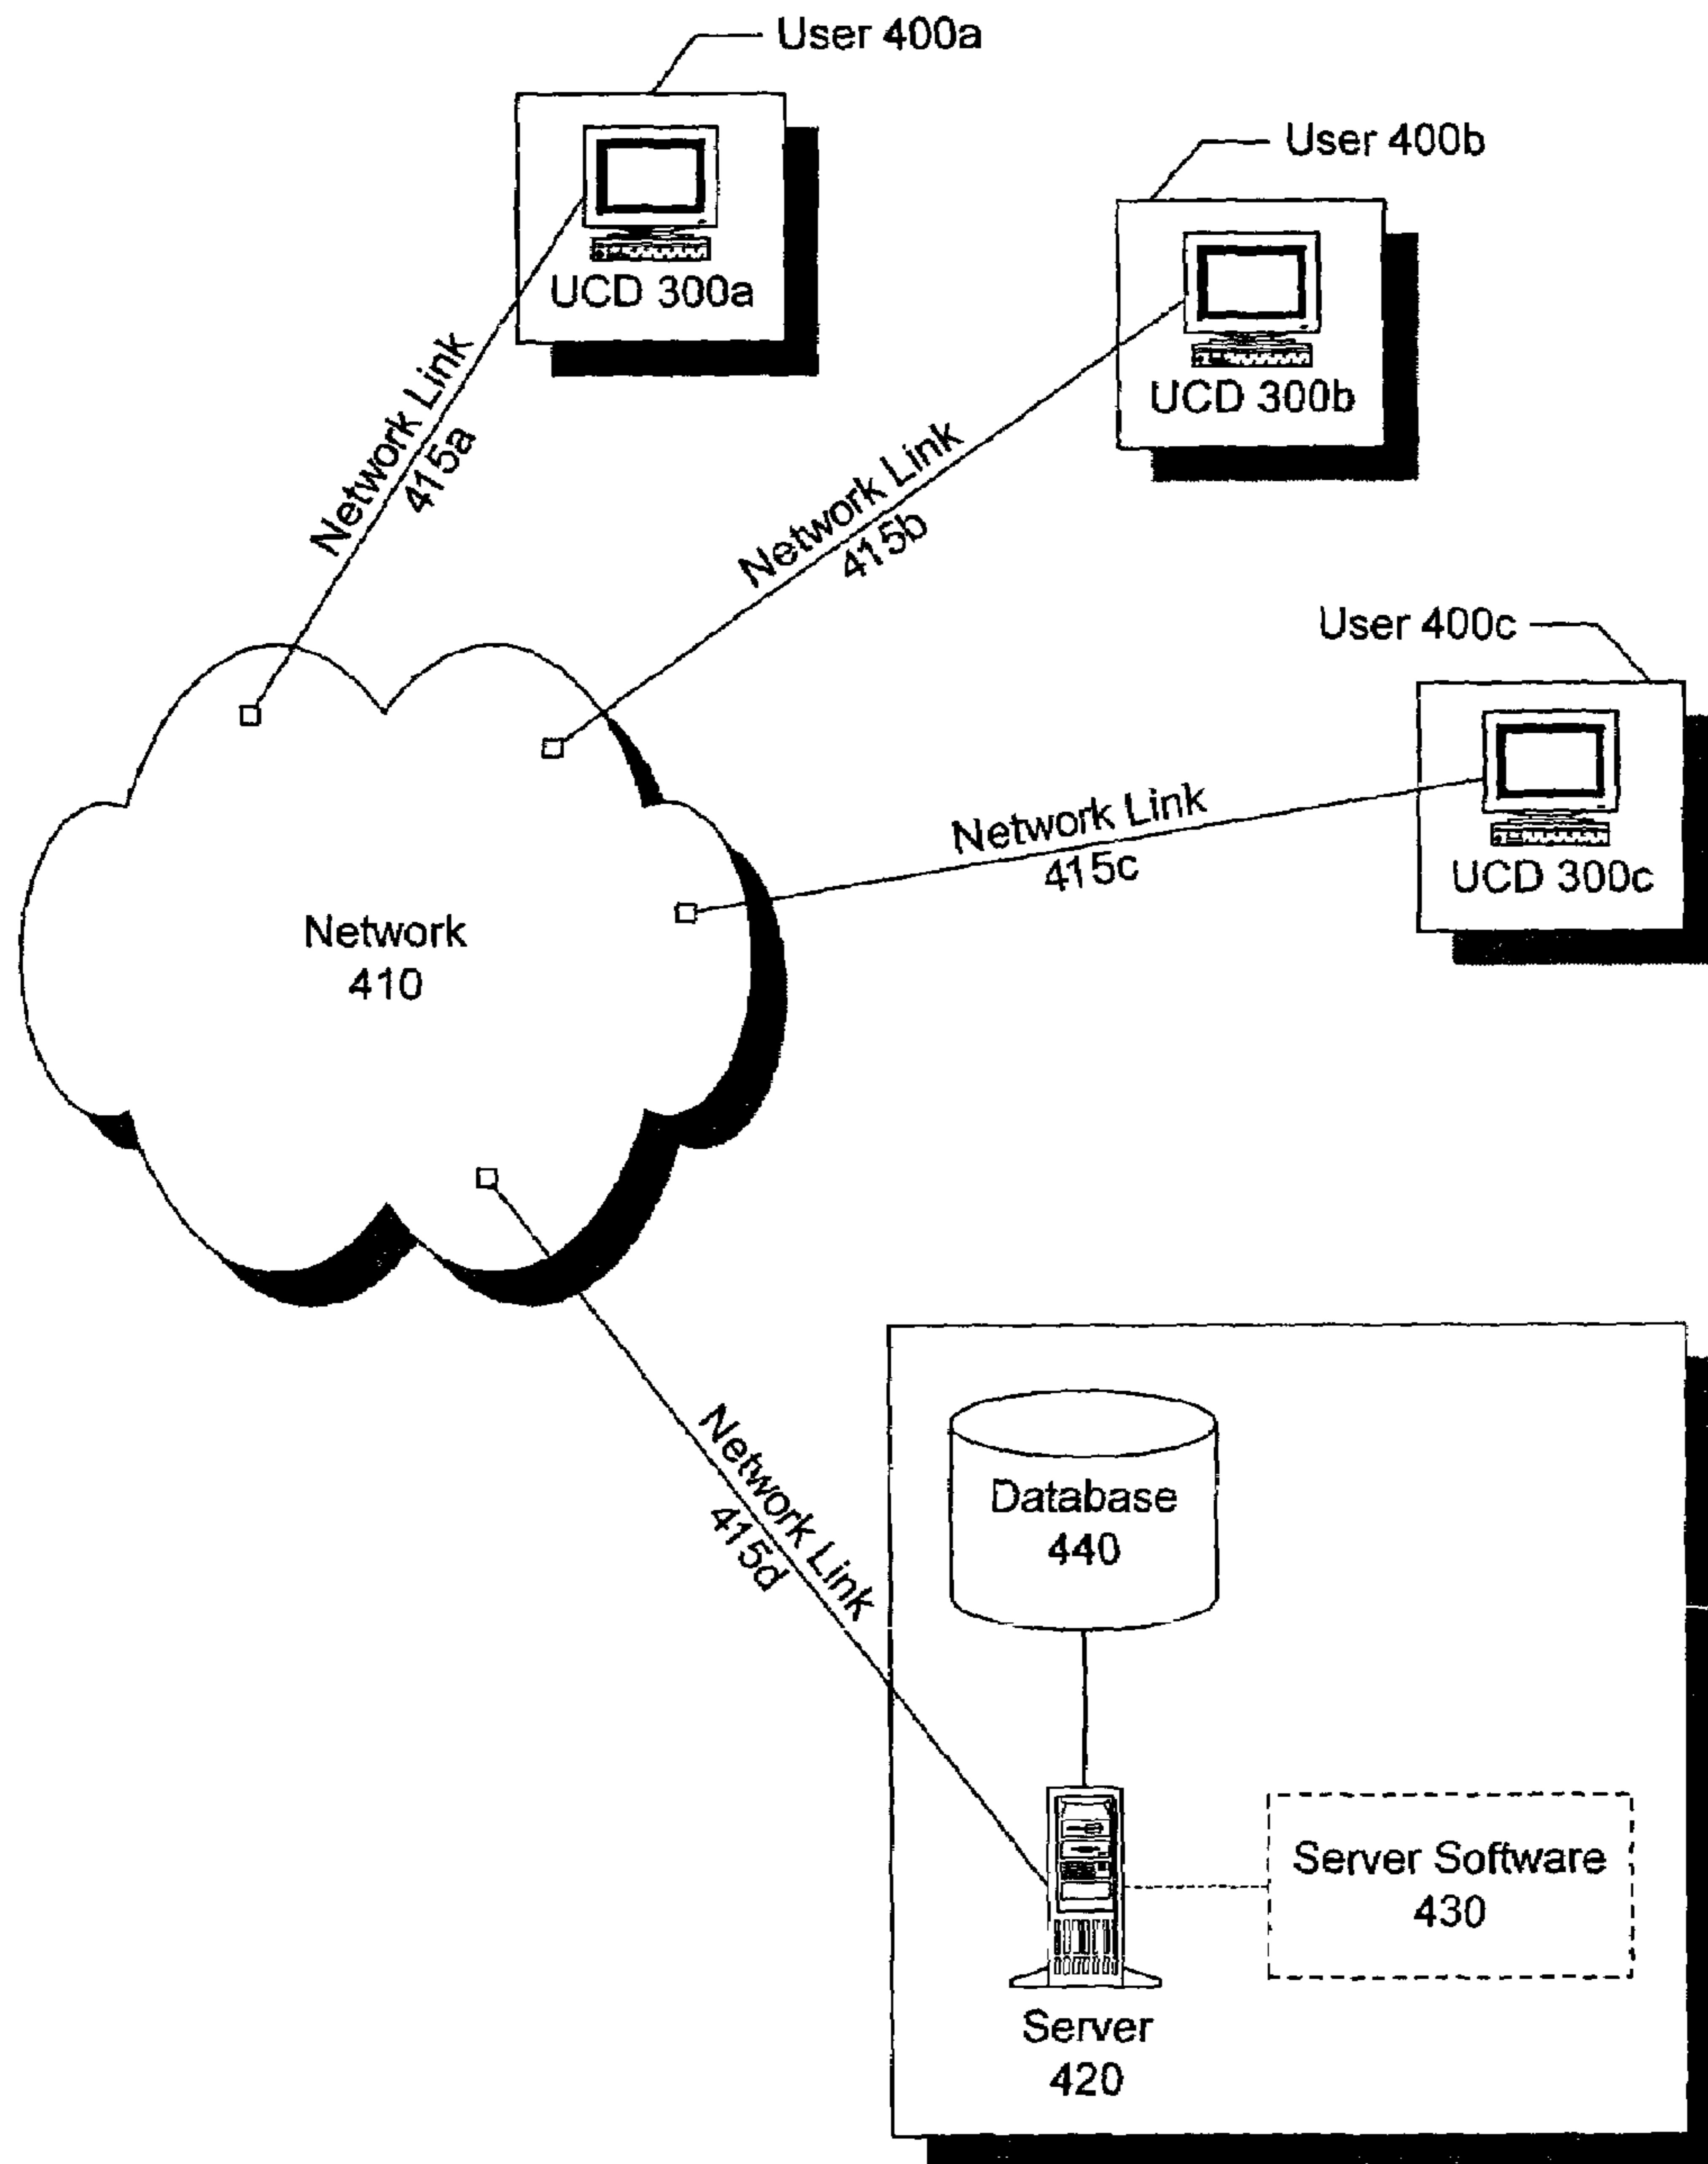 User 400a
UCD 300a
User 400b
UCD 300b
Network Link
415a
Network Link
415b
User 400c
UCD 300c
Network Link
415c
Network
410
Network Link
415d
Database
440
Server Software
430
Server
420